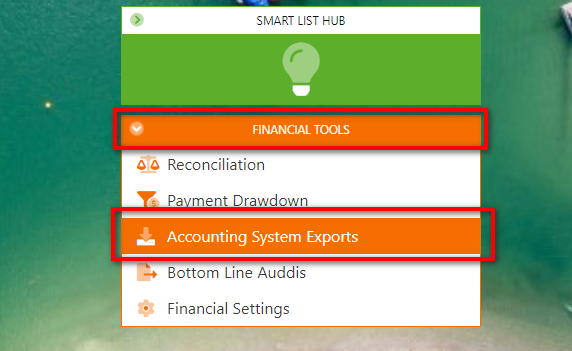 SMART LIST HUB
FINANCIAL TOOLS
Reconciliation
Payment Drawdown
Accounting System Exports
Bottom Line Auddis
Financial Settings